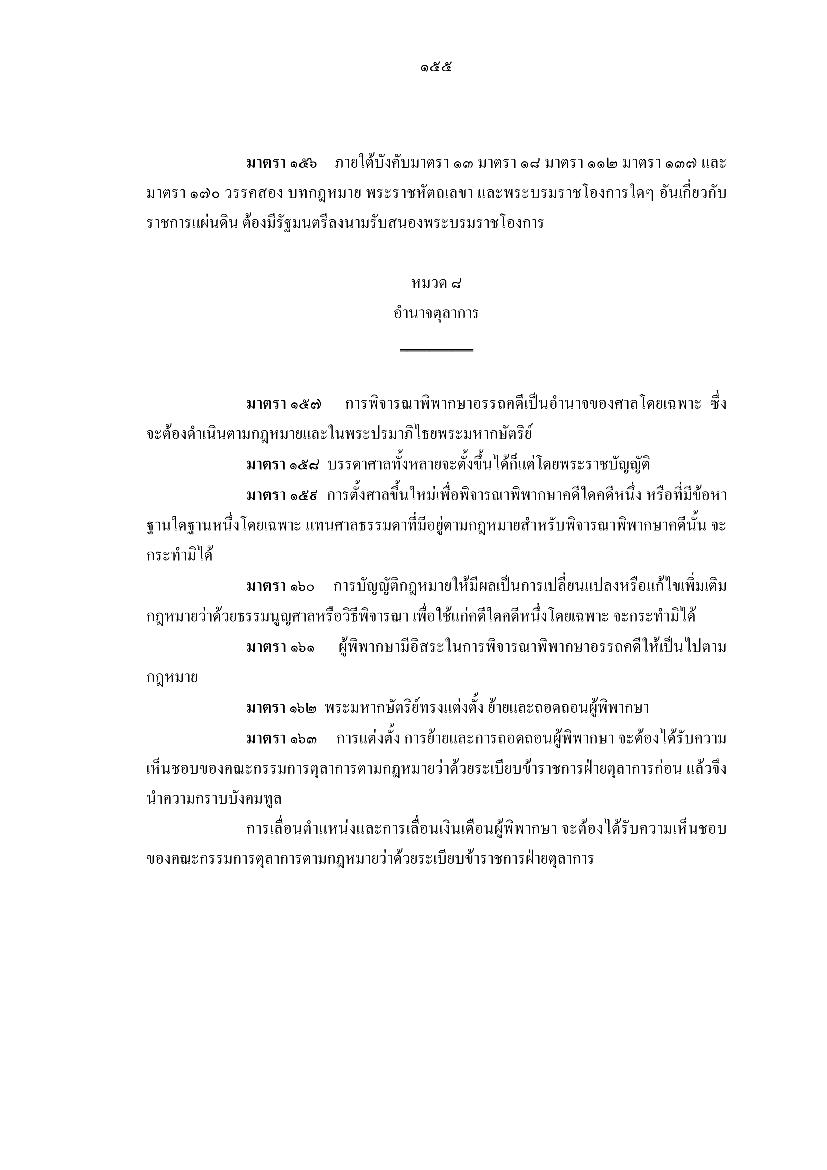 ๑๕๕
มาตรา ๑๕๖ ภายใต้บังคับมาตรา ๑๓ มาตรา ๑๘ มาตรา ๑๑๒ มาตรา ๑๓๗ และ
มาตรา ๑๗๐ วรรคสอง บทกฎหมาย พระราชหัตถเลขา และพระบรมราชโองการใดๆ อันเกี่ยวกับ
ราชการแผ่นดิน ต้องมีรัฐมนตรีลงนามรับสนองพระบรมราชโองการ
หมวด ๘
อำนาจตุลาการ
มาตรา ๑๕๗ การพิจารณาพิพากษาอรรถคดีเป็นอำนาจของศาลโดยเฉพาะ ซึ่ง
จะต้องดำเนินตามกฎหมายและในพระปรมาภิไธยพระมหากษัตริย์
มาตรา ๑๕๘ บรรดาศาลทั้งหลายจะตั้งขึ้นได้ก็แต่โดยพระราชบัญญัติ
มาตรา ๑๕๙ การตั้งศาลขึ้นใหม่เพื่อพิจารณาพิพากษาคดีใดคดีหนึ่ง หรือที่มีข้อหา
ฐานใดฐานหนึ่งโดยเฉพาะ แทนศาลธรรมดาที่มีอยู่ตามกฎหมายสำหรับพิจารณาพิพากษาคดีนั้น จะ
กระทำมิได้
มาตรา ๑๖๐ การบัญญัติกฎหมายให้มีผลเป็นการเปลี่ยนแปลงหรือแก้ไขเพิ่มเติม
กฎหมายว่าด้วยธรรมนูญศาลหรือวิธีพิจารณา เพื่อใช้แก่คดีใดคดีหนึ่งโดยเฉพาะ จะกระทำมิได้
มาตรา ๑๖๑ ผู้พิพากษามีอิสระในการพิจารณาพิพากษาอรรถคดีให้เป็นไปตาม
กฎหมาย
มาตรา ๑๖๒ พระมหากษัตริย์ทรงแต่งตั้ง ย้ายและถอดถอนผู้พิพากษา
มาตรา ๑๖๓ การแต่งตั้ง การย้ายและการถอดถอนผู้พิพากษา จะต้องได้รับความ
เห็นชอบของคณะกรรมการตุลาการตามกฎหมายว่าด้วยระเบียบข้าราชการฝ่ายตุลาการก่อน แล้วจึง
นำความกราบบังคมทูล
การเลื่อนตำแหน่งและการเลื่อนเงินเดือนผู้พิพากษา จะต้องได้รับความเห็นชอบ
ของคณะกรรมการตุลาการตามกฎหมายว่าด้วยระเบียบข้าราชการฝ่ายตุลาการ